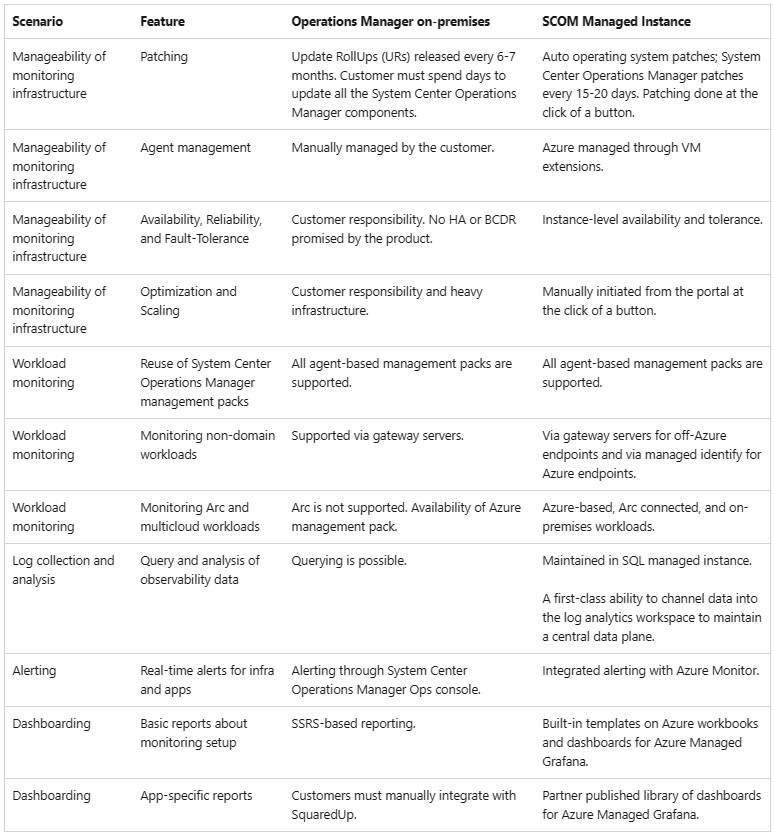 Scenario
Feature
Operations Manager on-premises
SCOM Managed Instance
Manageability of
monitoring
infrastructure
Patching
Update RollUps (URs) released every 6-7
months. Customer must spend days to
update all the System Center Operations
Manager components.
Auto operating system patches; System
Center Operations Manager patches
every 15-20 days. Patching done at the
click of a button.
Manageability of
monitoring
infrastructure
Agent management
Manually managed by the customer.
Azure managed through VM
extensions.
Manageability of
monitoring
infrastructure
Availability, Reliability,
and Fault-Tolerance
Customer responsibility. No HA or BCDR
promised by the product.
Instance-level availability and tolerance.
Manageability of
monitoring
infrastructure
Optimization and
Scaling
Customer responsibility and heavy
infrastructure.
Manually initiated from the portal at
the click of a button.
Workload
monitoring
Reuse of System Center
Operations Manager
management packs
All agent-based management packs are
supported.
All agent-based management packs are
supported.
Workload
monitoring
Monitoring non-domain
workloads
Supported via gateway servers.
Via gateway servers for off-Azure
endpoints and via managed identify for
Azure endpoints.
Workload
monitoring
Monitoring Arc and
multicloud workloads
Arc is not supported. Availability of Azure
management pack.
Azure-based, Arc connected, and on-
premises workloads.
Log collection and
analysis
Query and analysis of
observability data
Querying is possible.
Maintained in SQL managed instance.
A first-class ability to channel data into
the log analytics workspace to maintain
a central data plane.
Alerting
Real-time alerts for infra
and apps
Alerting through System Center
Operations Manager Ops console.
Integrated alerting with Azure Monitor.
Dashboarding
Basic reports about
monitoring setup
SSRS-based reporting.
Built-in templates on Azure workbooks
and dashboards for Azure Managed
Grafana.
Dashboarding
App-specific reports
Customers must manually integrate with
SquaredUp.
Partner published library of dashboards
for Azure Managed Grafana.